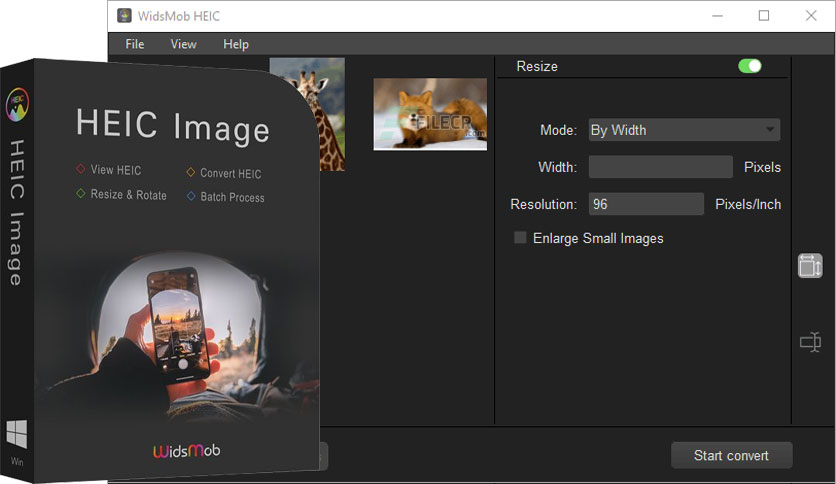 WidsMob HEIC
File View Help
Resize
Mode: By Width
Width: Pixels
Resolution: 96 Pixels/Inch
Enlarge Small Images
Start convert
FILECR
.com
HEIC Image
View HEIC
Convert HEIC
Resize & Rotate
Batch Process
WidsMob
HEIC
HEIC Image
Win